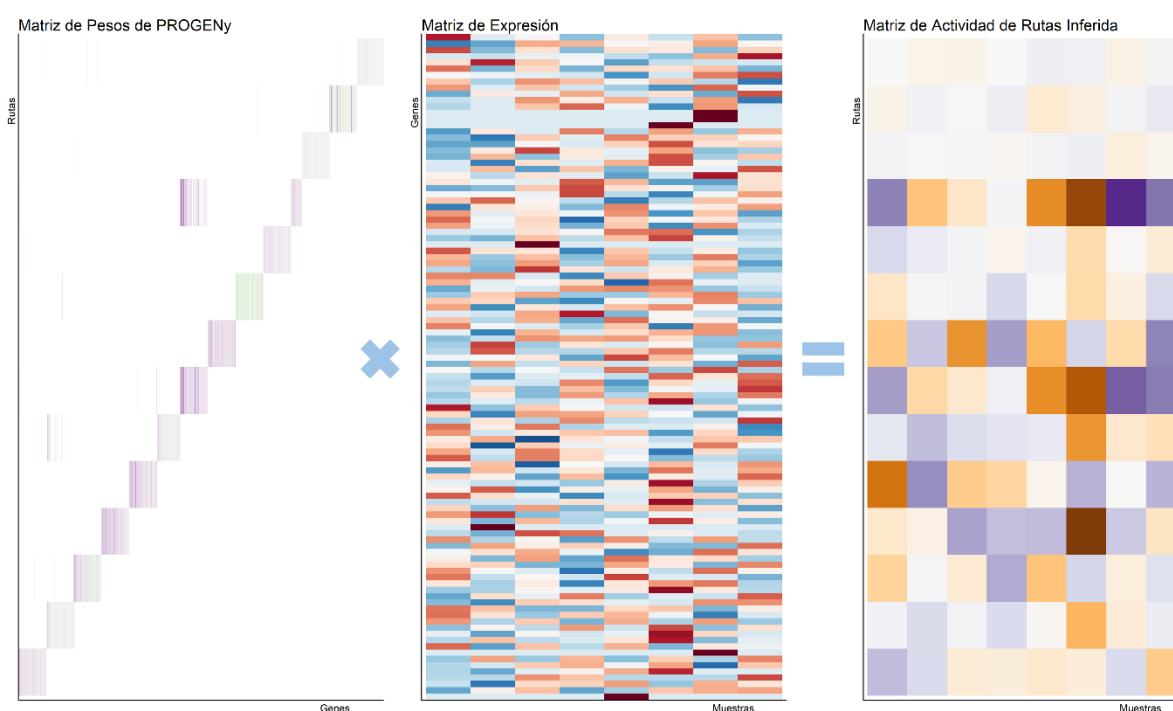 Matriz de Pesos de PROGENy
Rutas
Genes
Matriz de Expresión
Genes
Muestras
Matriz de Actividad de Rutas Inferida
Rutas
Muestras